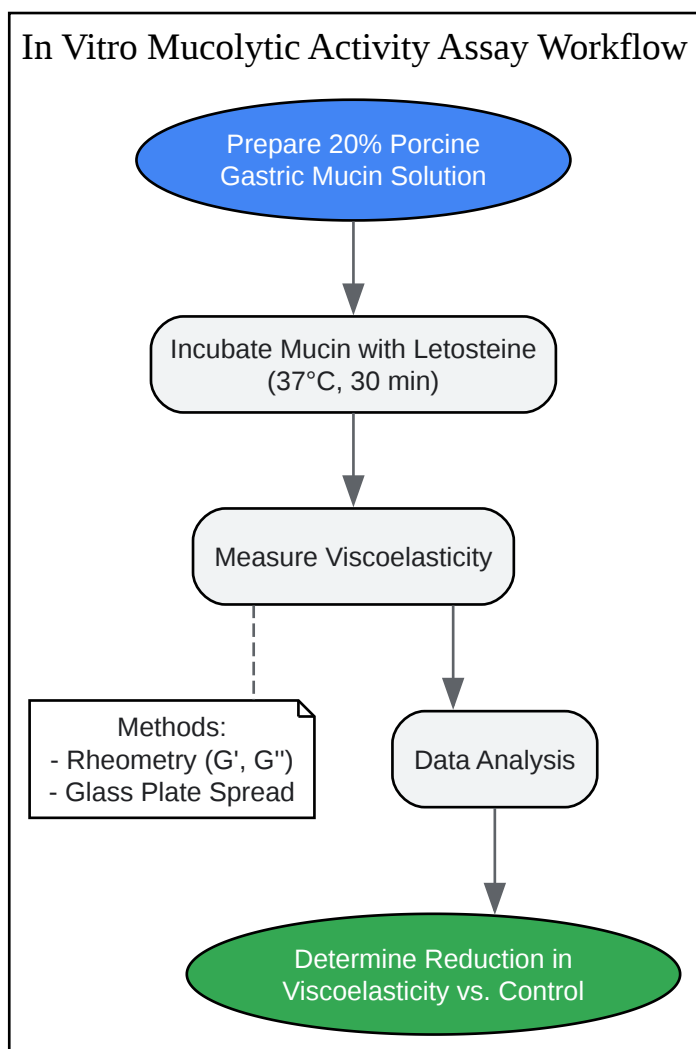 In Vitro Mucolytic Activity Assay Workflow
Prepare 20% Porcine
Gastric Mucin Solution
Incubate Mucin with Letosteine
(37°C, 30 min)
Measure Viscoelasticity
Methods:
- Rheometry (G', G'')
- Glass Plate Spread
Data Analysis
Determine Reduction in
Viscoelasticity vs. Control